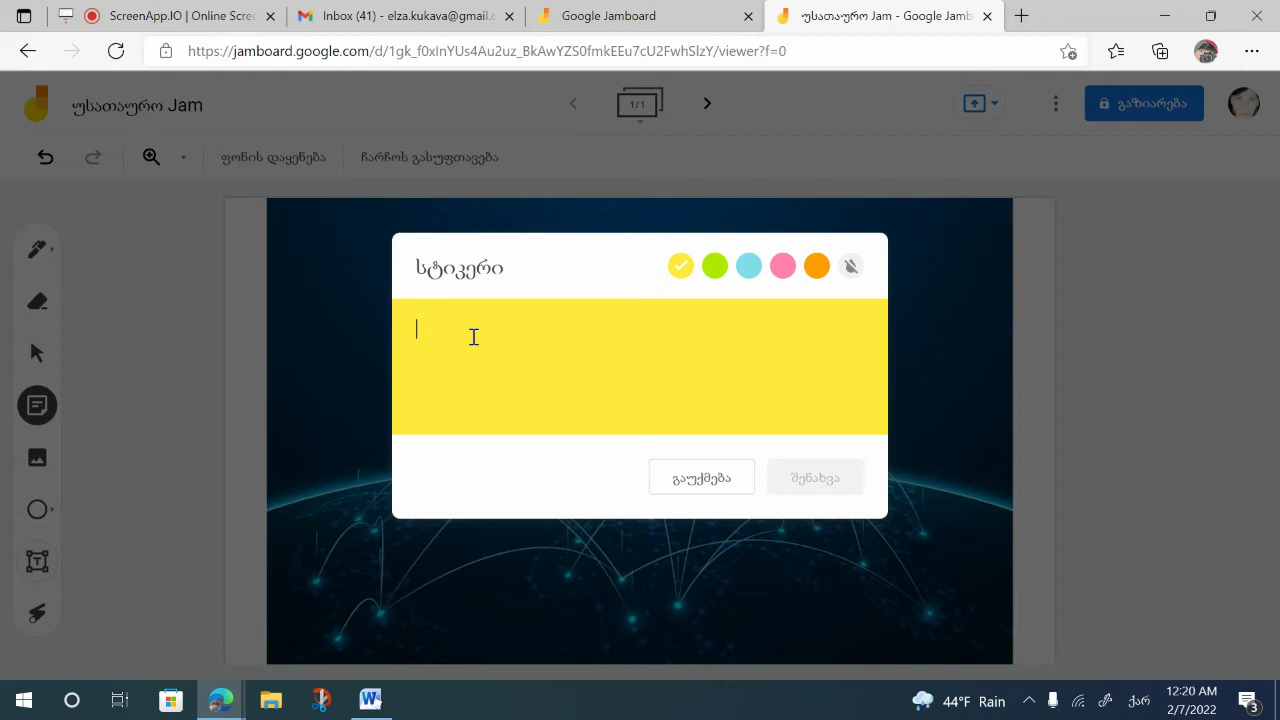 ScreenApp.IO | Online Scre
Inbox (41) - elza.kukava@gmail.c
Google Jamboard
უსათაურო Jam - Google Jamb
https://jamboard.google.com/d/1gk_f0xInYUs4Au2uz_BkAwYZS0fmkEEu7cU2FwhSlzY/viewer?f=0
უსათაურო Jam
1/1
გაზიარება
ფონის დაყენება
ჩარჩოს გასუფთავება
სტიკერი
გაუქმება
შენახვა
44°F Rain
ქარ
12:20 AM
2/7/2022
3